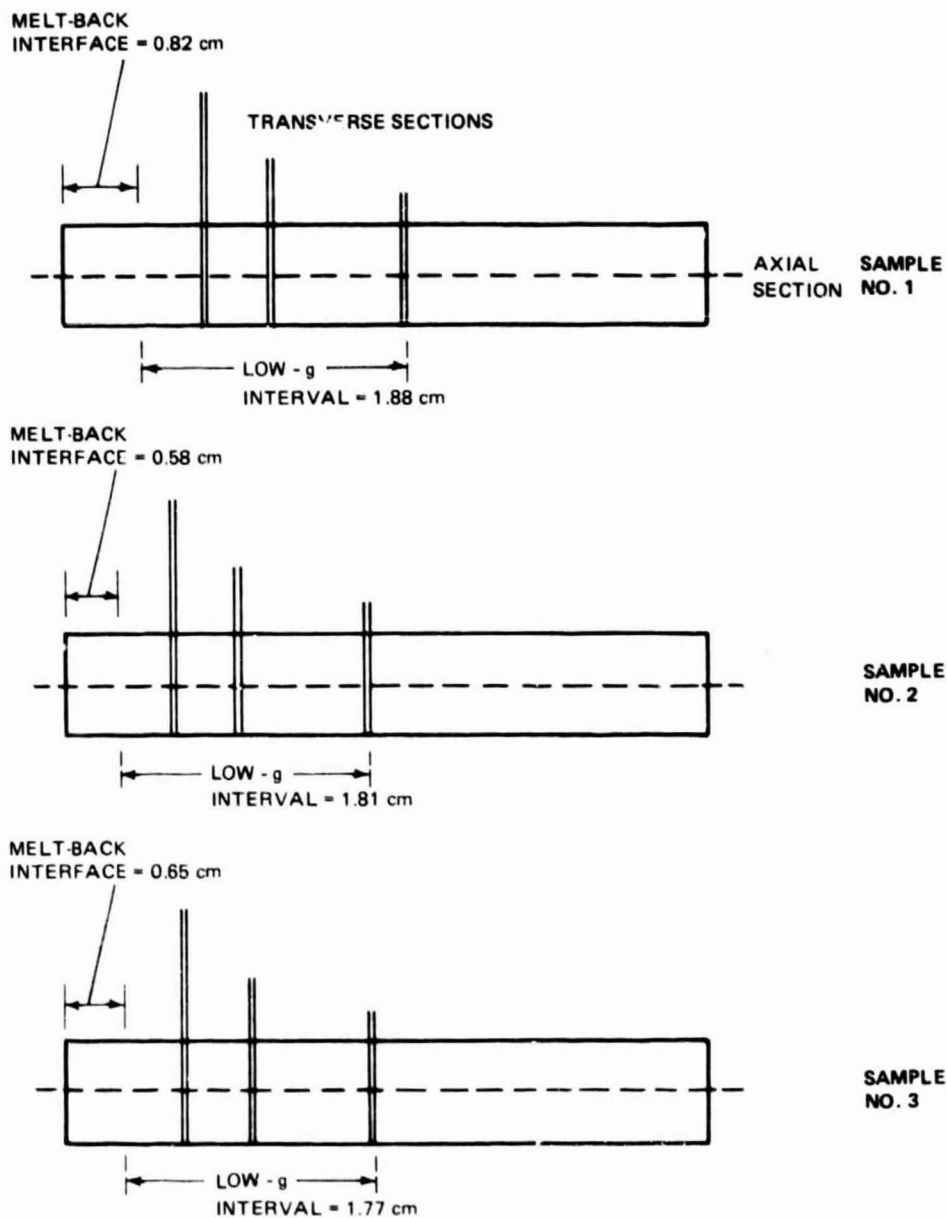 MELT-BACK
INTERFACE = 0.82 cm
TRANSVERSE SECTIONS
AXIAL
SECTION
SAMPLE
NO. 1
LOW - g
INTERVAL = 1.88 cm
MELT-BACK
INTERFACE = 0.58 cm
SAMPLE
NO. 2
LOW - g
INTERVAL = 1.81 cm
MELT-BACK
INTERFACE = 0.65 cm
SAMPLE
NO. 3
LOW - g
INTERVAL = 1.77 cm